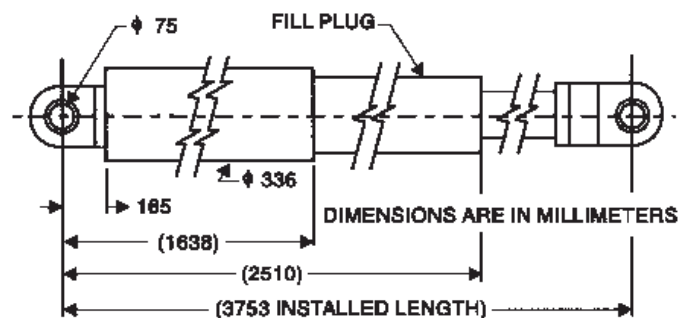 ϕ 75
FILL PLUG
ϕ 336
165
DIMENSIONS ARE IN MILLIMETERS
(1638)
(2510)
(3753 INSTALLED LENGTH)